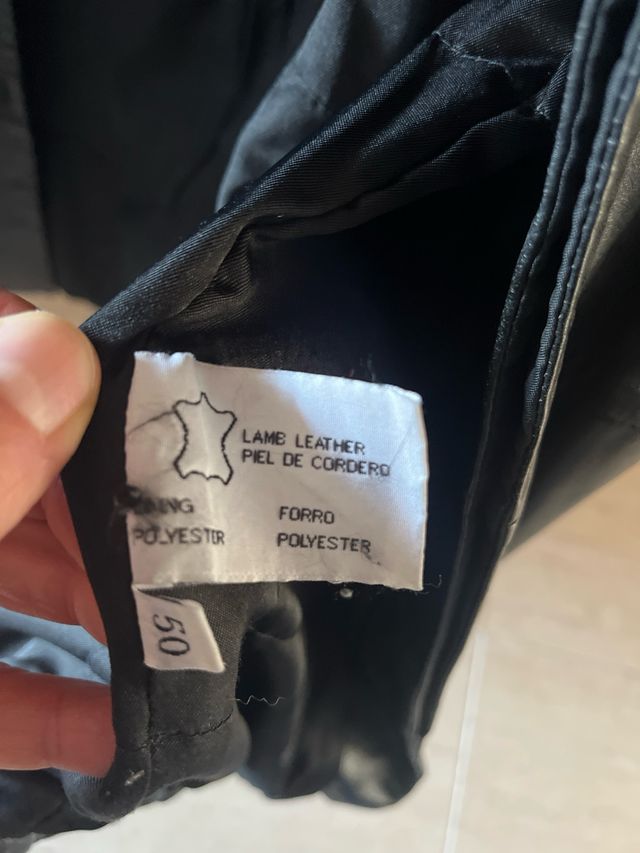 LAMB LEATHER
PIEL DE CORDERO
FORRO
POLYESTER POLYESTER
50